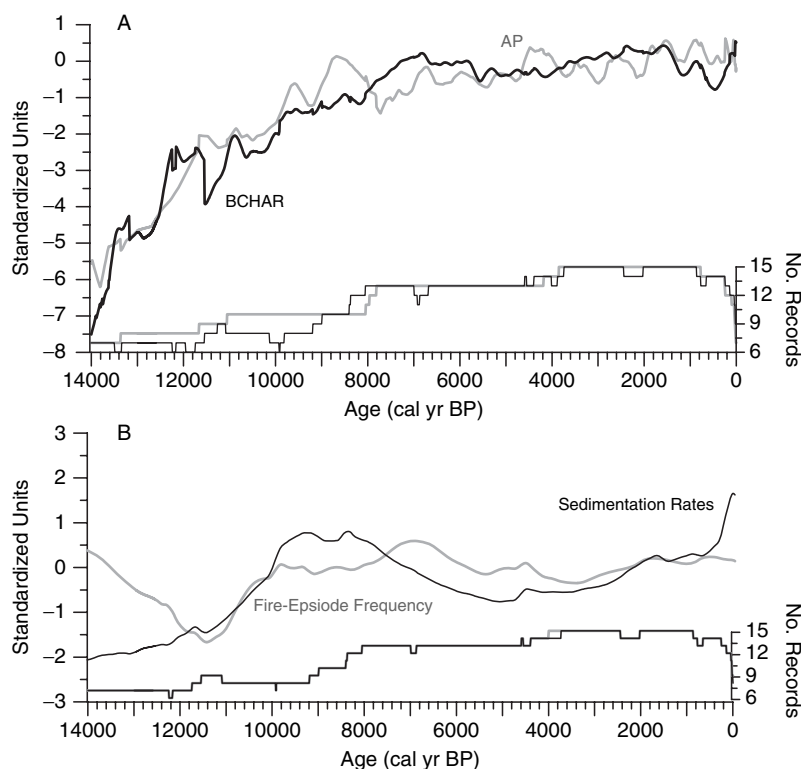 A
AP
BCHAR
Standardized Units
1
0
−1
−2
−3
−4
−5
−6
−7
−8
No. Records
15
12
9
6
14000 12000 10000 8000 6000 4000 2000 0
Age (cal yr BP)
B
Sedimentation Rates
Fire-Epsiode Frequency
Standardized Units
3
2
1
0
−1
−2
−3
No. Records
15
12
9
6
14000 12000 10000 8000 6000 4000 2000 0
Age (cal yr BP)